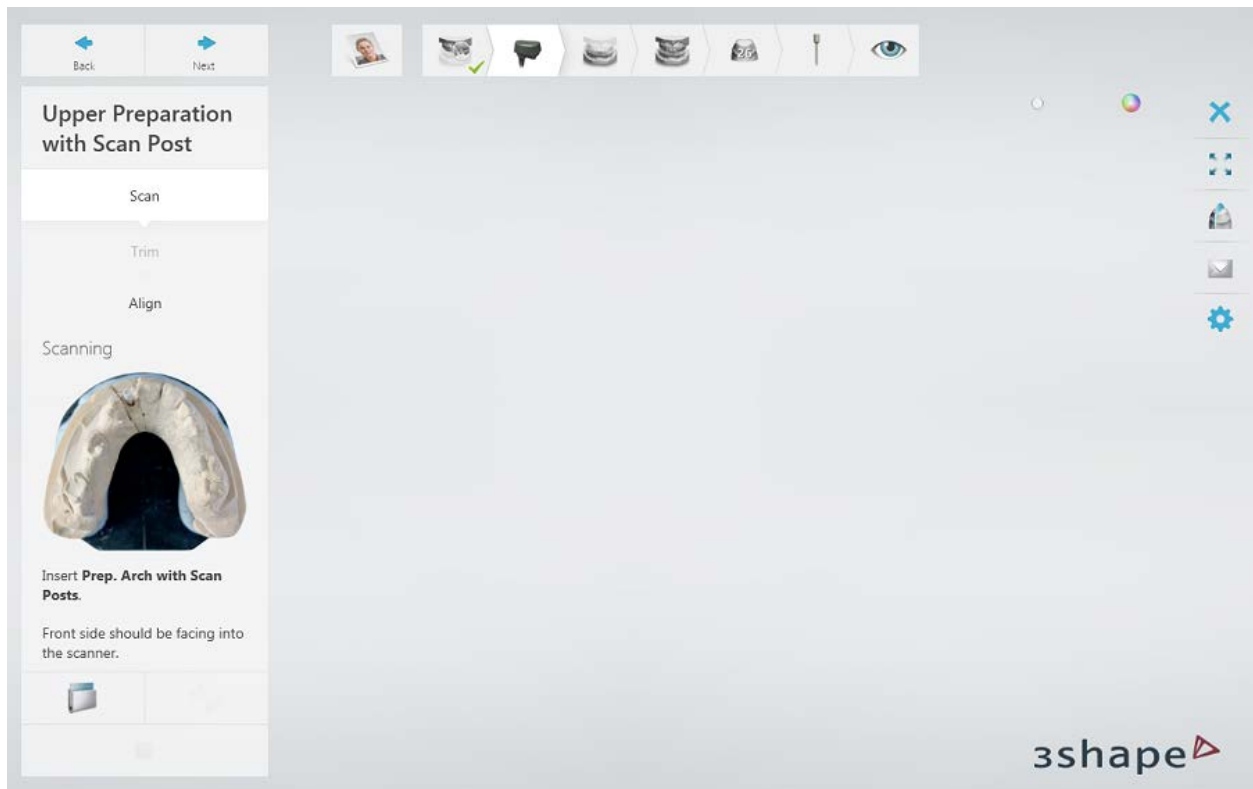 Back
Next
26
Upper Preparation
with Scan Post
Scan
Trim
Align
Scanning
Insert Prep. Arch with Scan
Posts.
Front side should be facing into
the scanner.
3shape